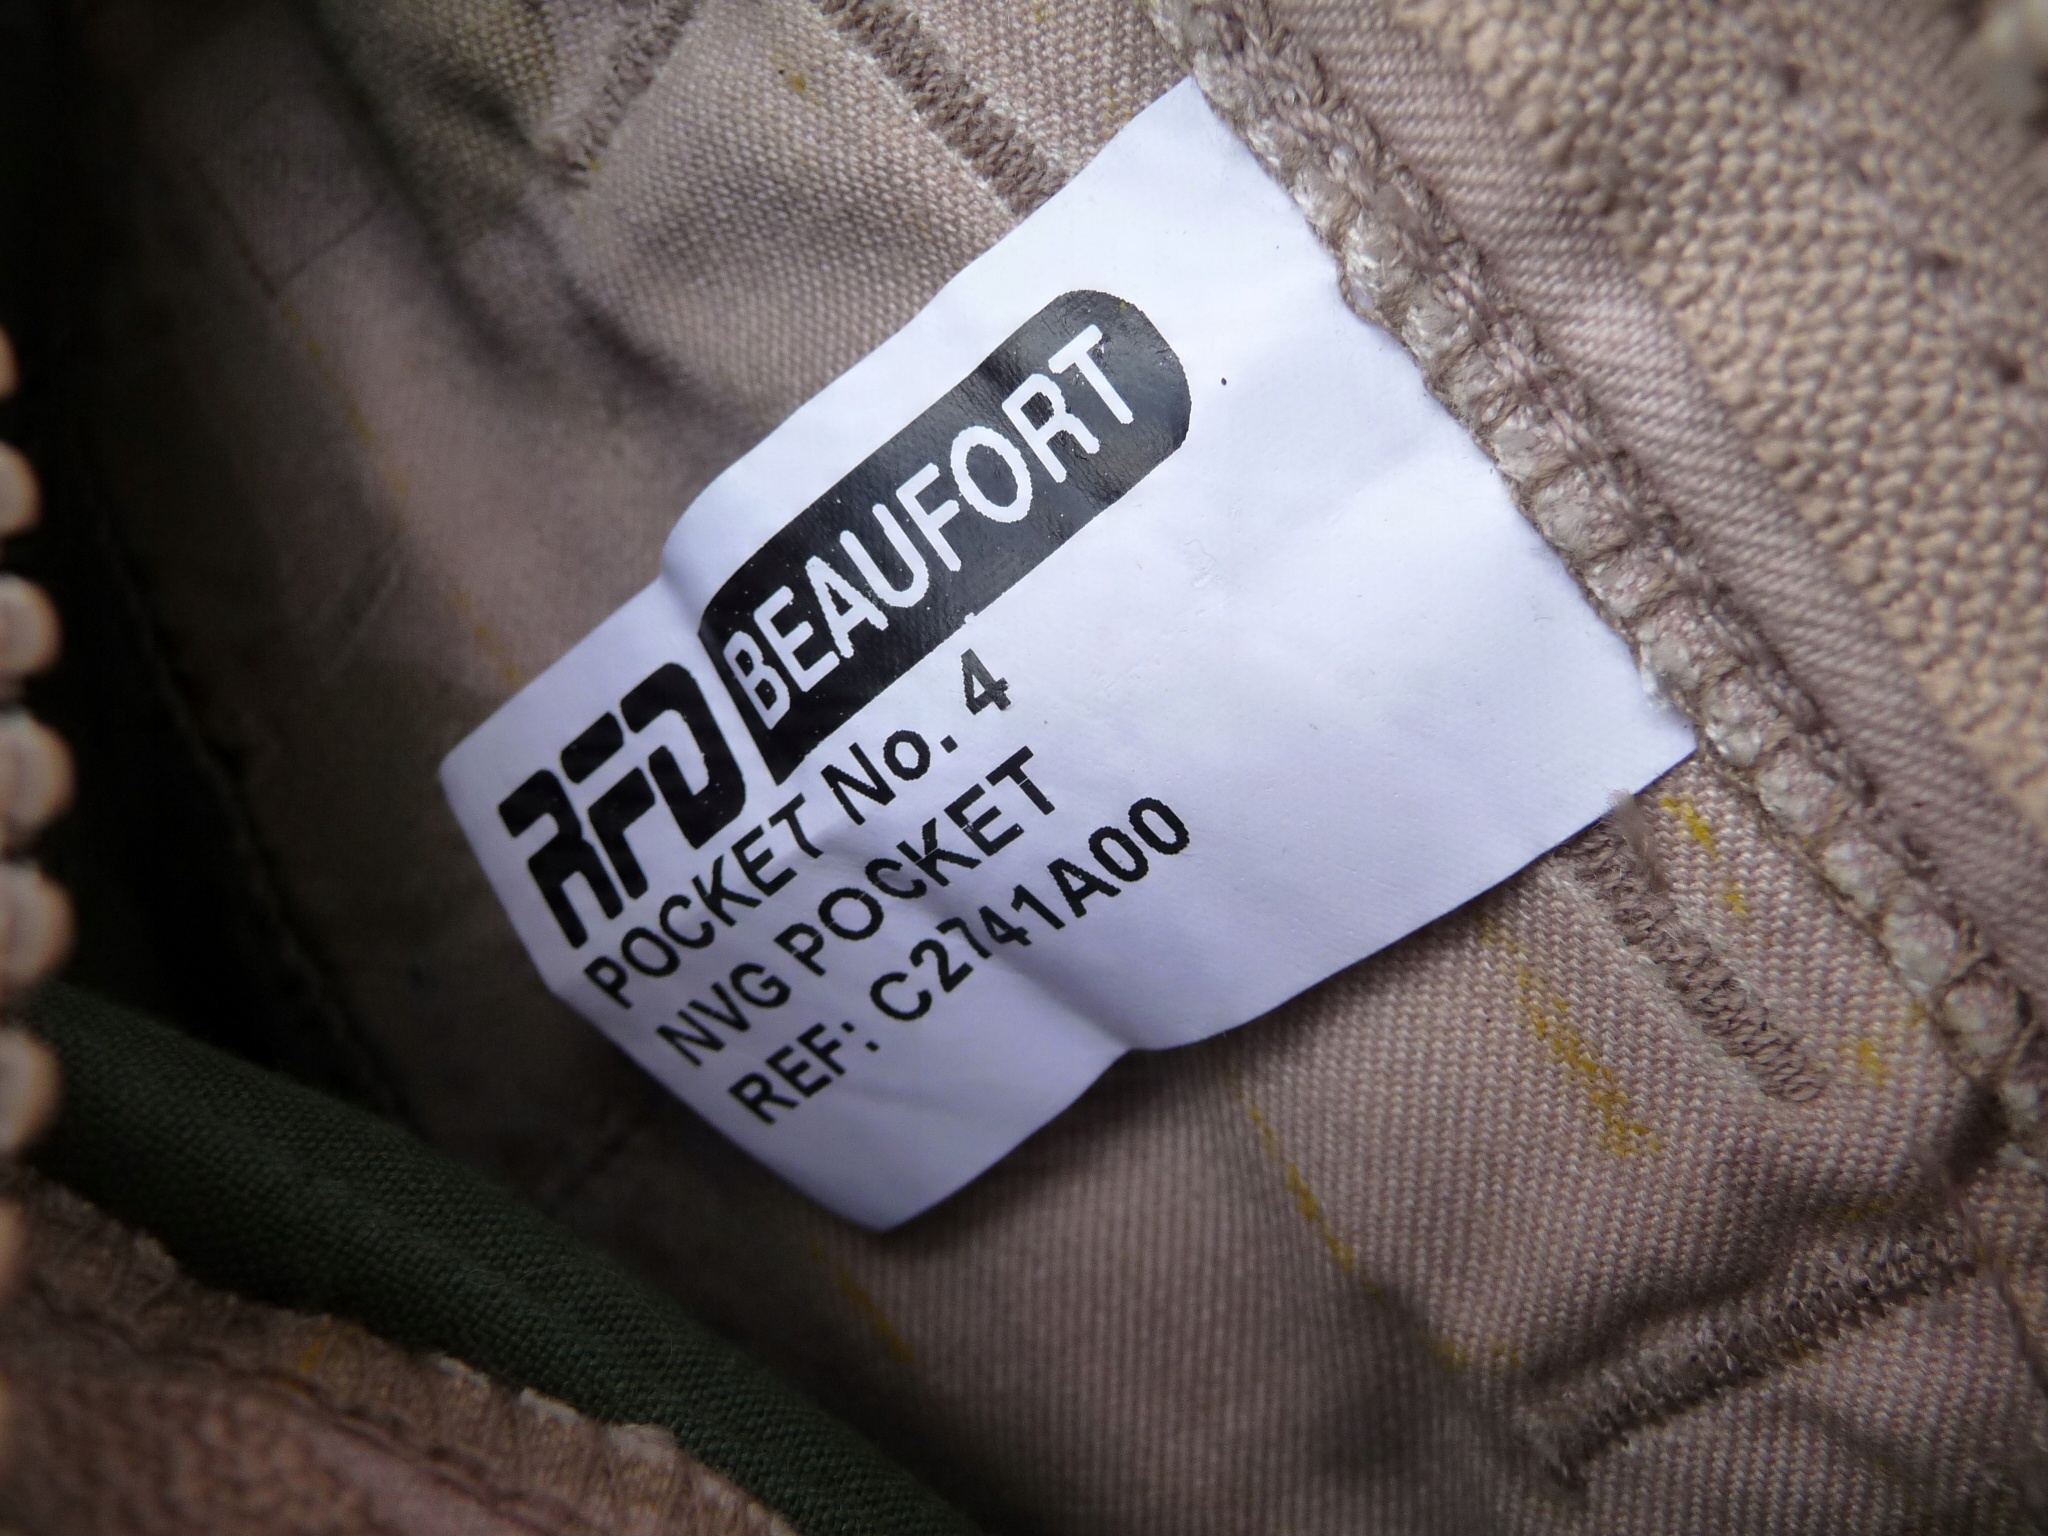 RFD BEAUFORT
POCKET No. 4
NVG POCKET
REF: C2741A00